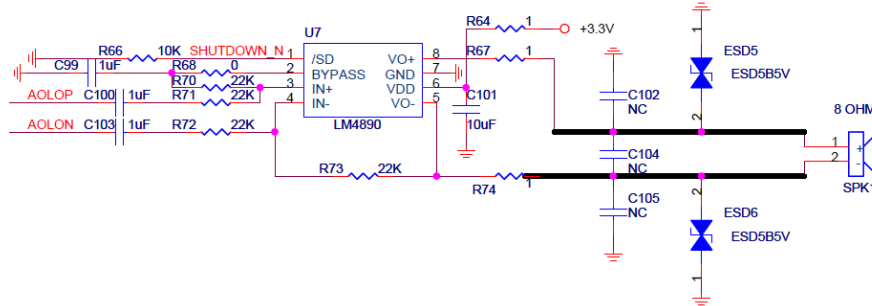 U7
R64
1
+3.3V
R66
10K
SHUTDOWN_N
1
/SD
VO+
8
R67
1
C99
1uF
R68
0
2
BYPASS
GND
7
R70
22K
3
IN+
VDD
6
AOLOP
C100
1uF
R71
22K
4
IN-
VO-
5
C101
10uF
LM4890
AOLON
C103
1uF
R72
22K
R73
22K
R74
1
C102
NC
C104
NC
C105
NC
1
ESD5
ESD5B5V
2
8 OHM
1
+
2
-
SPK1
2
ESD6
ESD5B5V
1